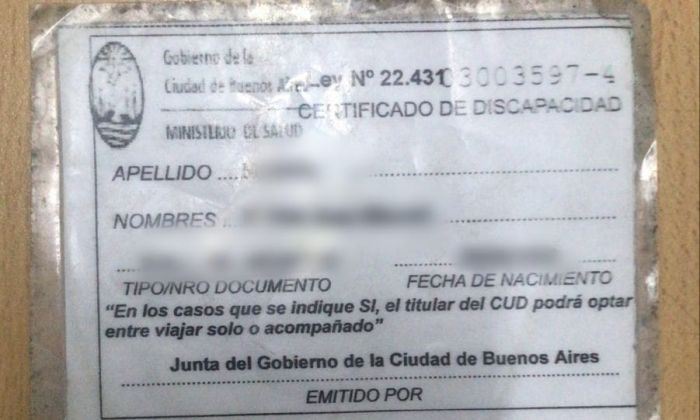 Gobierno de la
Ciudad de Buenos Aires Ley Nº 22.431 03003597-4
CERTIFICADO DE DISCAPACIDAD
MINISTERIO DE SALUD
APELLIDO
NOMBRES
TIPO/NRO DOCUMENTO FECHA DE NACIMIENTO
“En los casos que se indique SI, el titular del CUD podrá optar
entre viajar solo o acompañado”
Junta del Gobierno de la Ciudad de Buenos Aires
EMITIDO POR